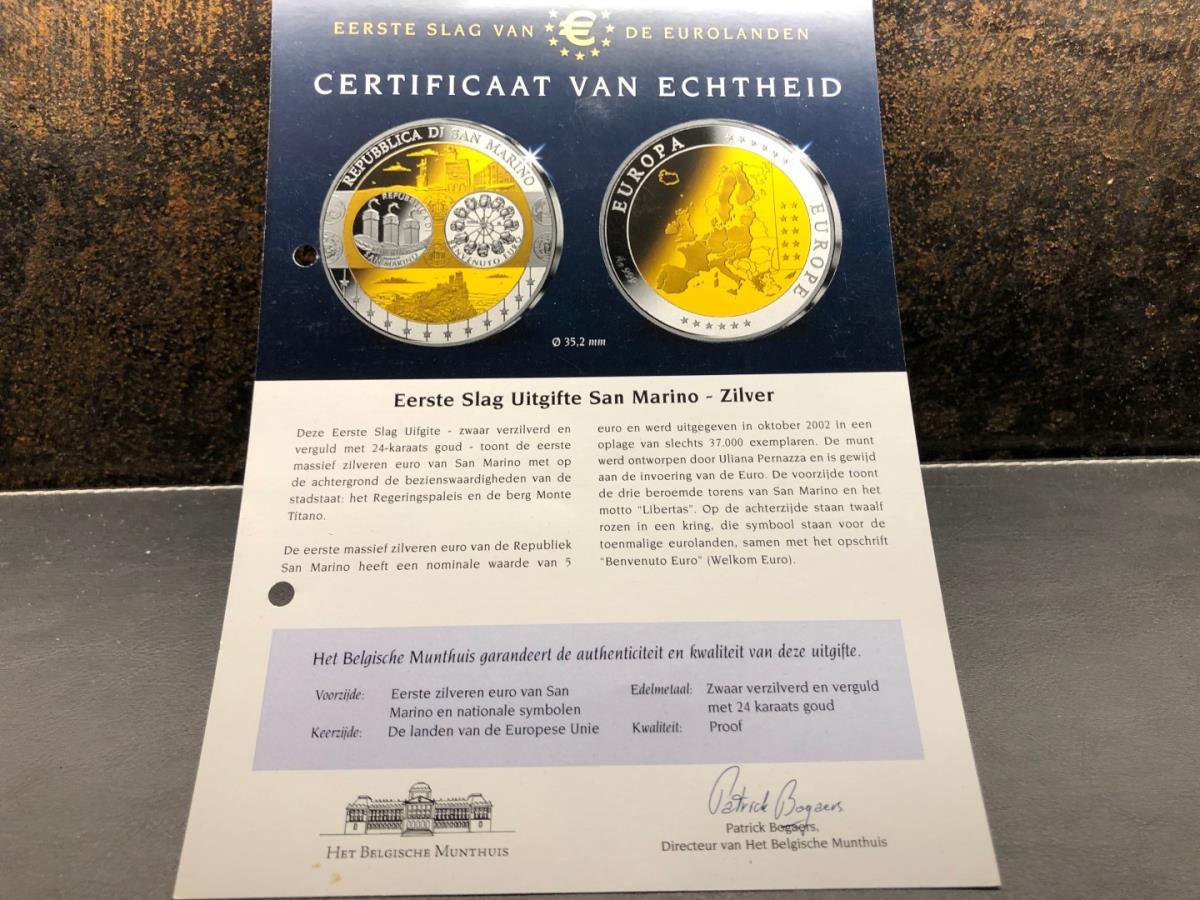 EERSTE SLAG VAN € DE EUROLANDEN
CERTIFICAAT VAN ECHTHEID
REPUBBLICA DI SAN MARINO
REPUBBLICA DI
SAN MARINO
BENVENUTO EURO
EUROPA
EUROPE
Ø 35,2 mm
Eerste Slag Uitgifte San Marino - Zilver
Deze Eerste Slag Uifgite - zwaar verzilverd en
verguld met 24-karaats goud - toont de eerste
massief zilveren euro van San Marino met op
de achtergrond de bezienswaardigheden van de
stadstaat: het Regeringspaleis en de berg Monte
Titano.
De eerste massief zilveren euro van de Republiek
San Marino heeft een nominale waarde van 5
euro en werd uitgegeven in oktober 2002 in een
oplage van slechts 37.000 exemplaren. De munt
werd ontworpen door Uliana Pernazza en is gewijd
aan de invoering van de Euro. De voorzijde toont
de drie beroemde torens van San Marino en het
motto "Libertas". Op de achterzijde staan twaalf
rozen in een kring, die symbool staan voor de
toenmalige eurolanden, samen met het opschrift
"Benvenuto Euro" (Welkom Euro).
Het Belgische Munthuis garandeert de authenticiteit en kwaliteit van deze uitgifte.
Voorzijde: Eerste zilveren euro van San
Marino en nationale symbolen
Keerzijde: De landen van de Europese Unie
Edelmetaal: Zwaar verzilverd en verguld
met 24 karaats goud
Kwaliteit: Proof
HET BELGISCHE MUNTHUIS
Patrick Bogaers
Patrick Bogaers,
Directeur van Het Belgische Munthuis